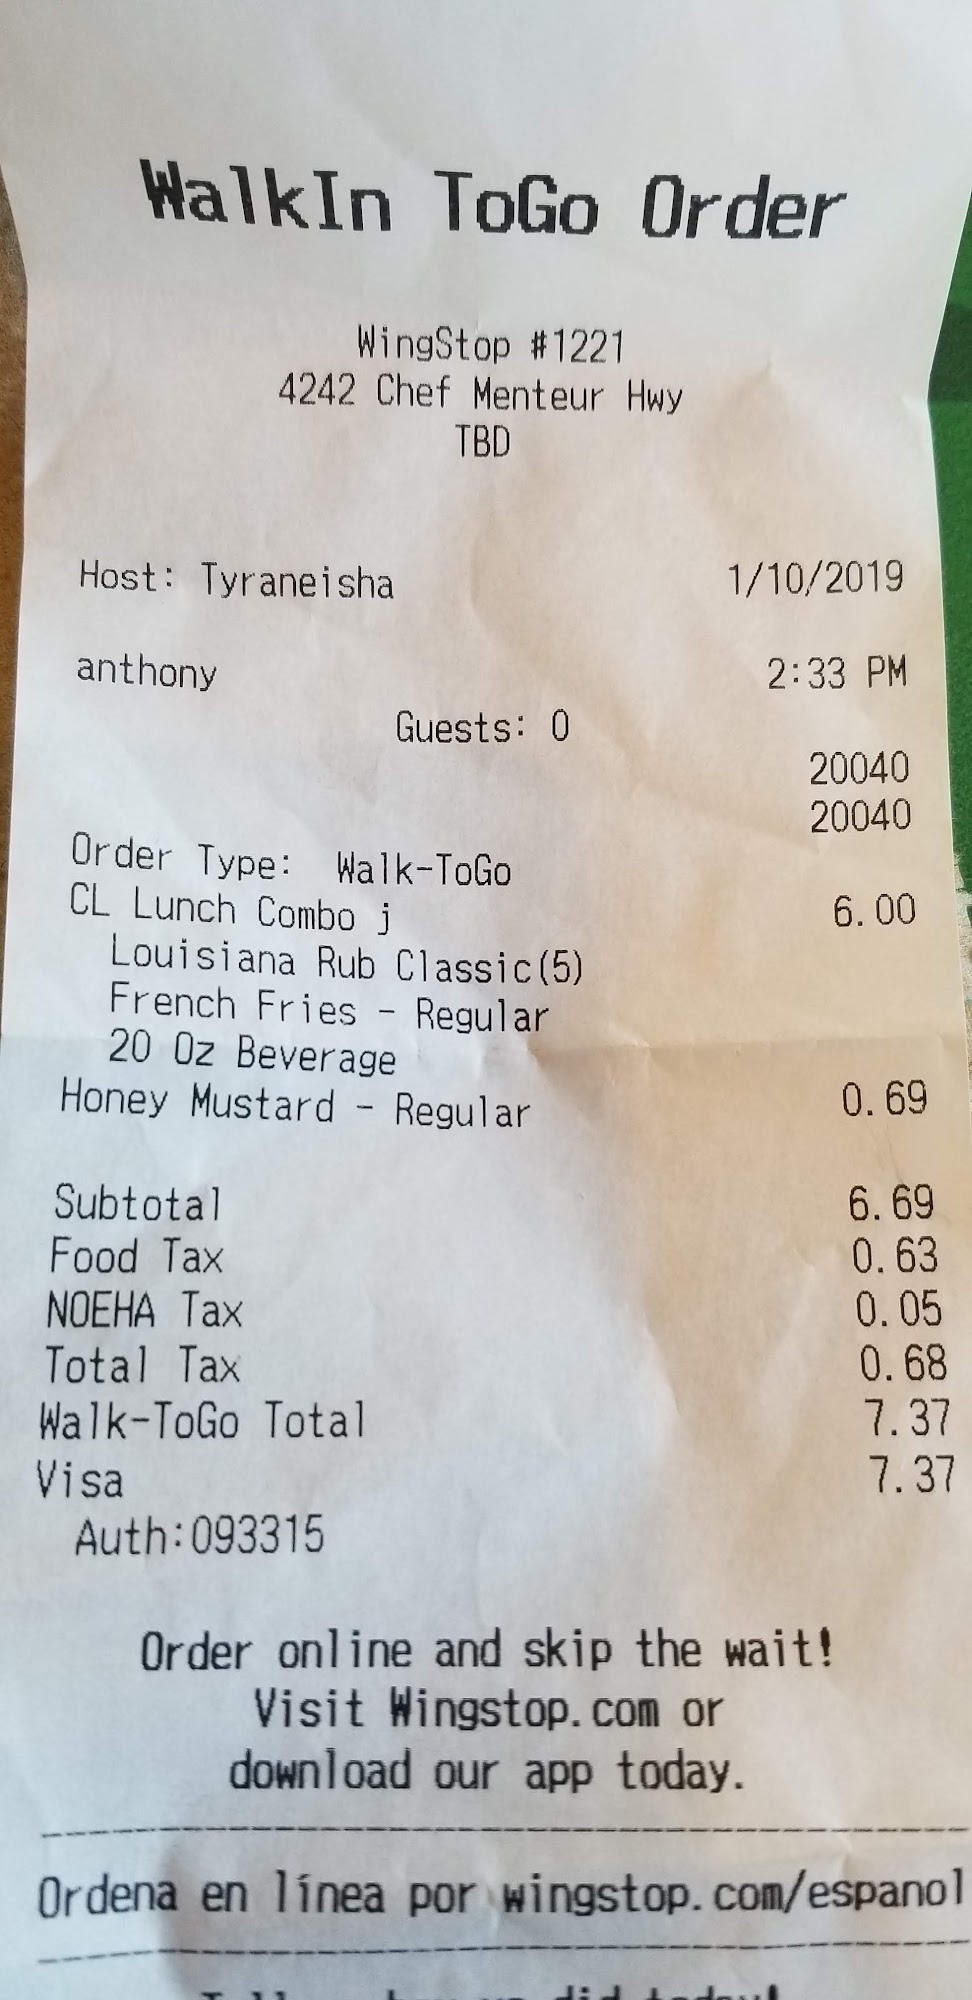 WalkIn ToGo Order
WingStop #1221
4242 Chef Menteur Hwy
TBD
Host: Tyraneisha 1/10/2019
anthony 2:33 PM
Guests: 0
20040
20040
Order Type: Walk-ToGo
CL Lunch Combo j 6.00
Louisiana Rub Classic(5)
French Fries - Regular
20 Oz Beverage
Honey Mustard - Regular 0.69
Subtotal 6.69
Food Tax 0.63
NOEHA Tax 0.05
Total Tax 0.68
Walk-ToGo Total 7.37
Visa 7.37
Auth:093315
Order online and skip the wait!
Visit Wingstop.com or
download our app today.
Ordena en línea por wingstop.com/espanol
did today!